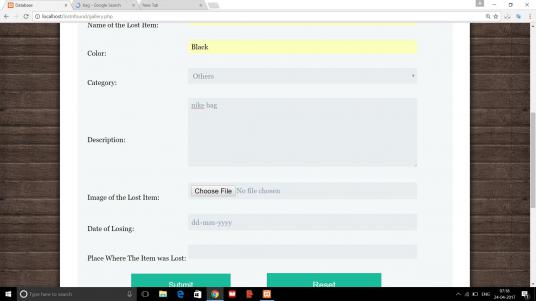 Database
bag - Google Search
New Tab
localhost/lostnfound/gallery.php
Name of the Lost Item:
Color:
Black
Category:
Others
nike bag
Description:
Image of the Lost Item:
Choose File No file chosen
Date of Losing:
dd-mm-yyyy
Place Where The Item was Lost:
Submit
Reset
Type here to search
ENG
07:38
24-04-2017